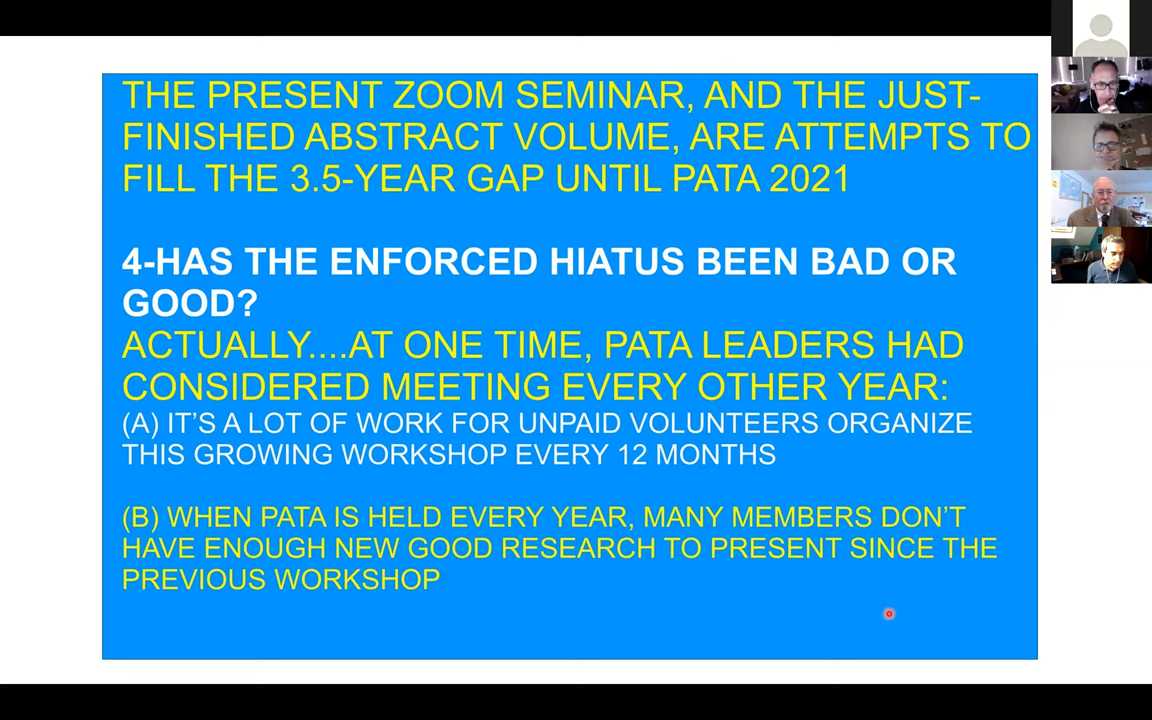 THE PRESENT ZOOM SEMINAR, AND THE JUST-
FINISHED ABSTRACT VOLUME, ARE ATTEMPTS TO
FILL THE 3.5-YEAR GAP UNTIL PATA 2021
4-HAS THE ENFORCED HIATUS BEEN BAD OR
GOOD?
ACTUALLY....AT ONE TIME, PATA LEADERS HAD
CONSIDERED MEETING EVERY OTHER YEAR:
(A) IT'S A LOT OF WORK FOR UNPAID VOLUNTEERS ORGANIZE
THIS GROWING WORKSHOP EVERY 12 MONTHS
(B) WHEN PATA IS HELD EVERY YEAR, MANY MEMBERS DON'T
HAVE ENOUGH NEW GOOD RESEARCH TO PRESENT SINCE THE
PREVIOUS WORKSHOP